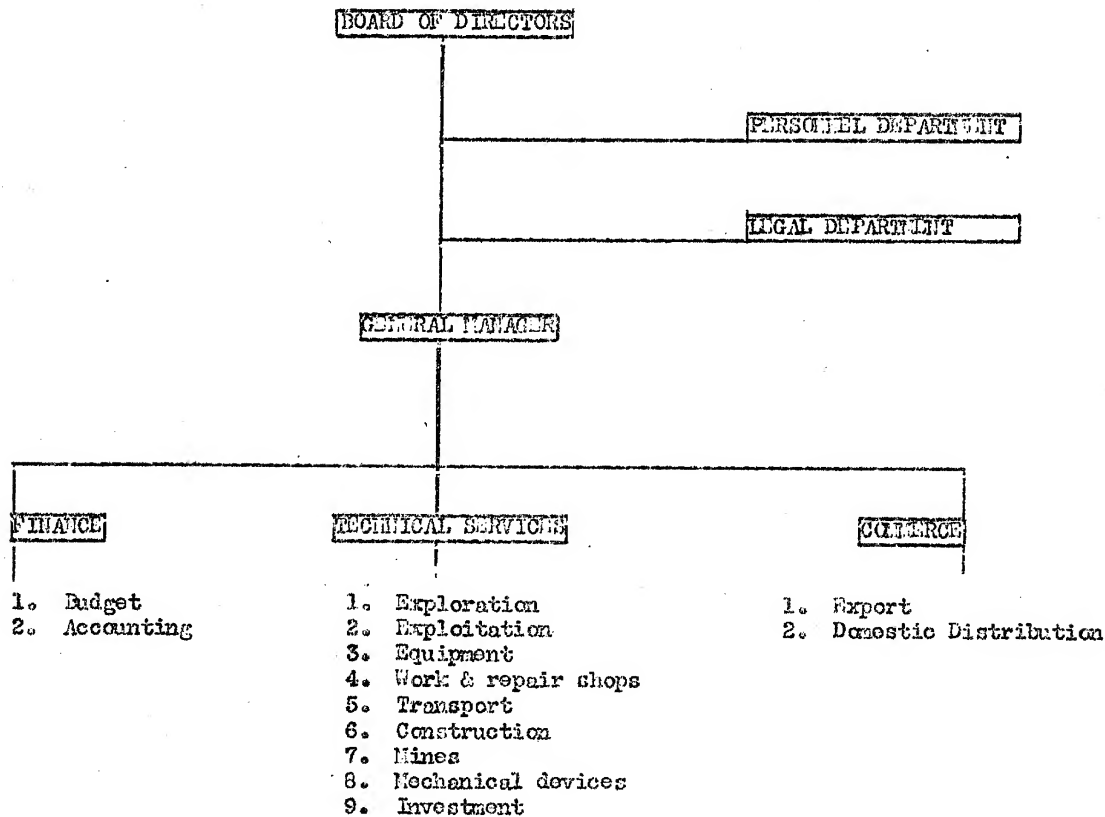 BOARD OF DIRECTORS
PERSONNEL DEPARTMENT
LEGAL DEPARTMENT
GENERAL MANAGER
FINANCE
TECHNICAL SERVICES
COMMERCE
1. Budget
2. Accounting
1. Exploration
2. Exploitation
3. Equipment
4. Work & repair shops
5. Transport
6. Construction
7. Mines
8. Mechanical devices
9. Investment
1. Export
2. Domestic Distribution